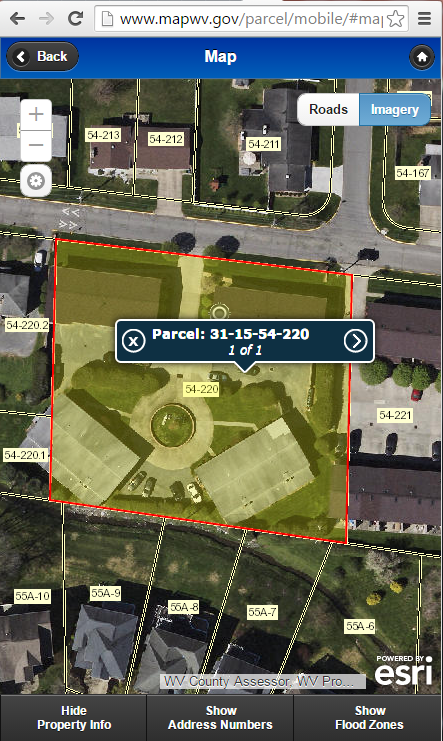 www.mapwv.gov/parcel/mobile/#ma
Back
Map
Roads
Imagery
54-213
54-212
54-211
54-167
<<
>>
54-220.2
Parcel: 31-15-54-220
1 of 1
54-220
54-221
54-220.1
55A-10
55A-9
55A-8
55A-7
55A-6
POWERED BY
esri
WV County Assessor, WV Pro...
Hide
Property Info
Show
Address Numbers
Show
Flood Zones